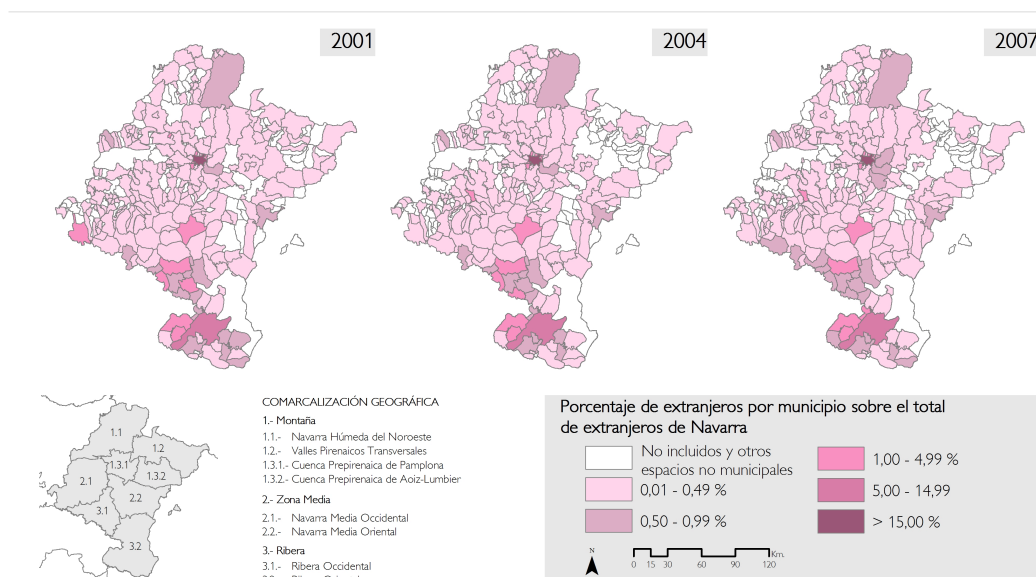 2001
2004
2007
COMARCALIZACIÓN GEOGRÁFICA
1.- Montaña
1.1.- Navarra Húmeda del Noroeste
1.2.- Valles Pirenaicos Transversales
1.3.1.- Cuenca Prepirenaica de Pamplona
1.3.2.- Cuenca Prepirenaica de Aoiz-Lumbier
2.- Zona Media
2.1.- Navarra Media Occidental
2.2.- Navarra Media Oriental
3.- Ribera
3.1.- Ribera Occidental
1.1
1.2
1.3.1
1.3.2
2.1
2.2
3.1
3.2
Porcentaje de extranjeros por municipio sobre el total
de extranjeros de Navarra
No incluidos y otros
espacios no municipales
0,01 - 0,49 %
0,50 - 0,99 %
1,00 - 4,99 %
5,00 - 14,99
> 15,00 %
N
Km.
0 15 30 60 90 120